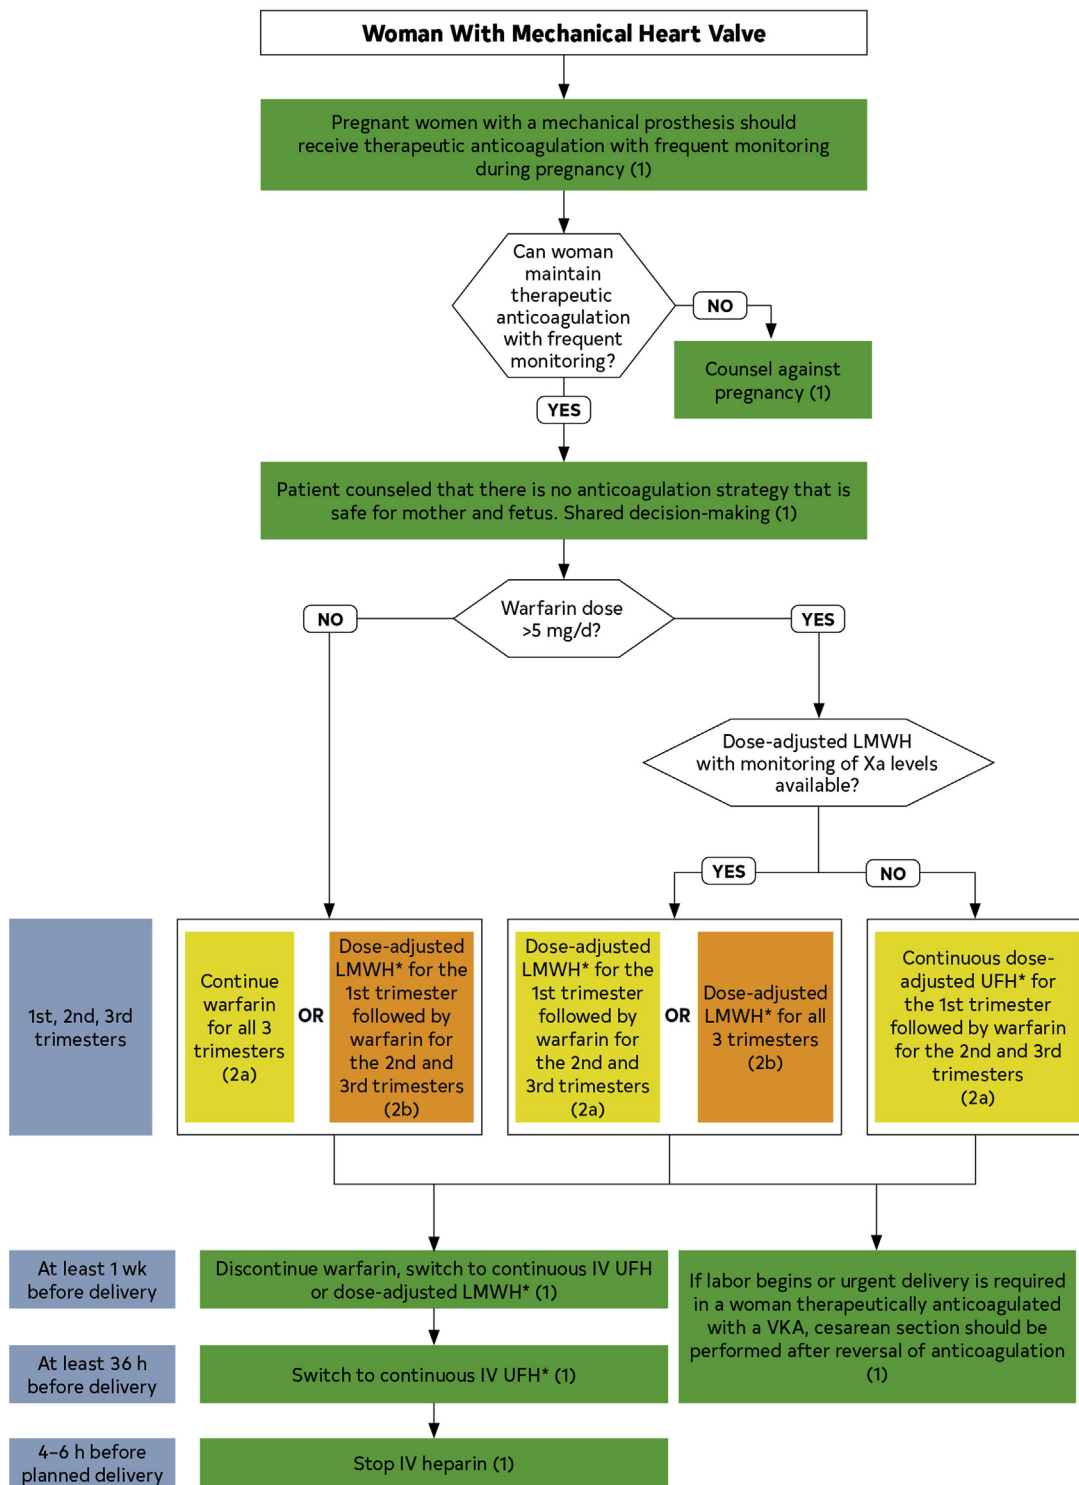 Woman With Mechanical Heart Valve
Pregnant women with a mechanical prosthesis should
receive therapeutic anticoagulation with frequent monitoring
during pregnancy (1)
Can woman
maintain
therapeutic
anticoagulation
with frequent
monitoring?
NO
Counsel against
pregnancy (1)
YES
Patient counseled that there is no anticoagulation strategy that is
safe for mother and fetus. Shared decision-making (1)
Warfarin dose
>5 mg/d?
NO
YES
Dose-adjusted LMWH
with monitoring of Xa levels
available?
YES
NO
1st, 2nd, 3rd
trimesters
Continue
warfarin
for all 3
trimesters
(2a)
OR
Dose-adjusted
LMWH* for the
1st trimester
followed by
warfarin for
the 2nd and
3rd trimesters
(2b)
Dose-adjusted
LMWH* for the
1st trimester
followed by
warfarin for
the 2nd and
3rd trimesters
(2a)
OR
Dose-adjusted
LMWH* for all
3 trimesters
(2b)
Continuous dose-
adjusted UFH* for
the 1st trimester
followed by warfarin
for the 2nd and 3rd
trimesters
(2a)
At least 1 wk
before delivery
Discontinue warfarin, switch to continuous IV UFH
or dose-adjusted LMWH* (1)
If labor begins or urgent delivery is required
in a woman therapeutically anticoagulated
with a VKA, cesarean section should be
performed after reversal of anticoagulation
(1)
At least 36 h
before delivery
Switch to continuous IV UFH* (1)
4–6 h before
planned delivery
Stop IV heparin (1)